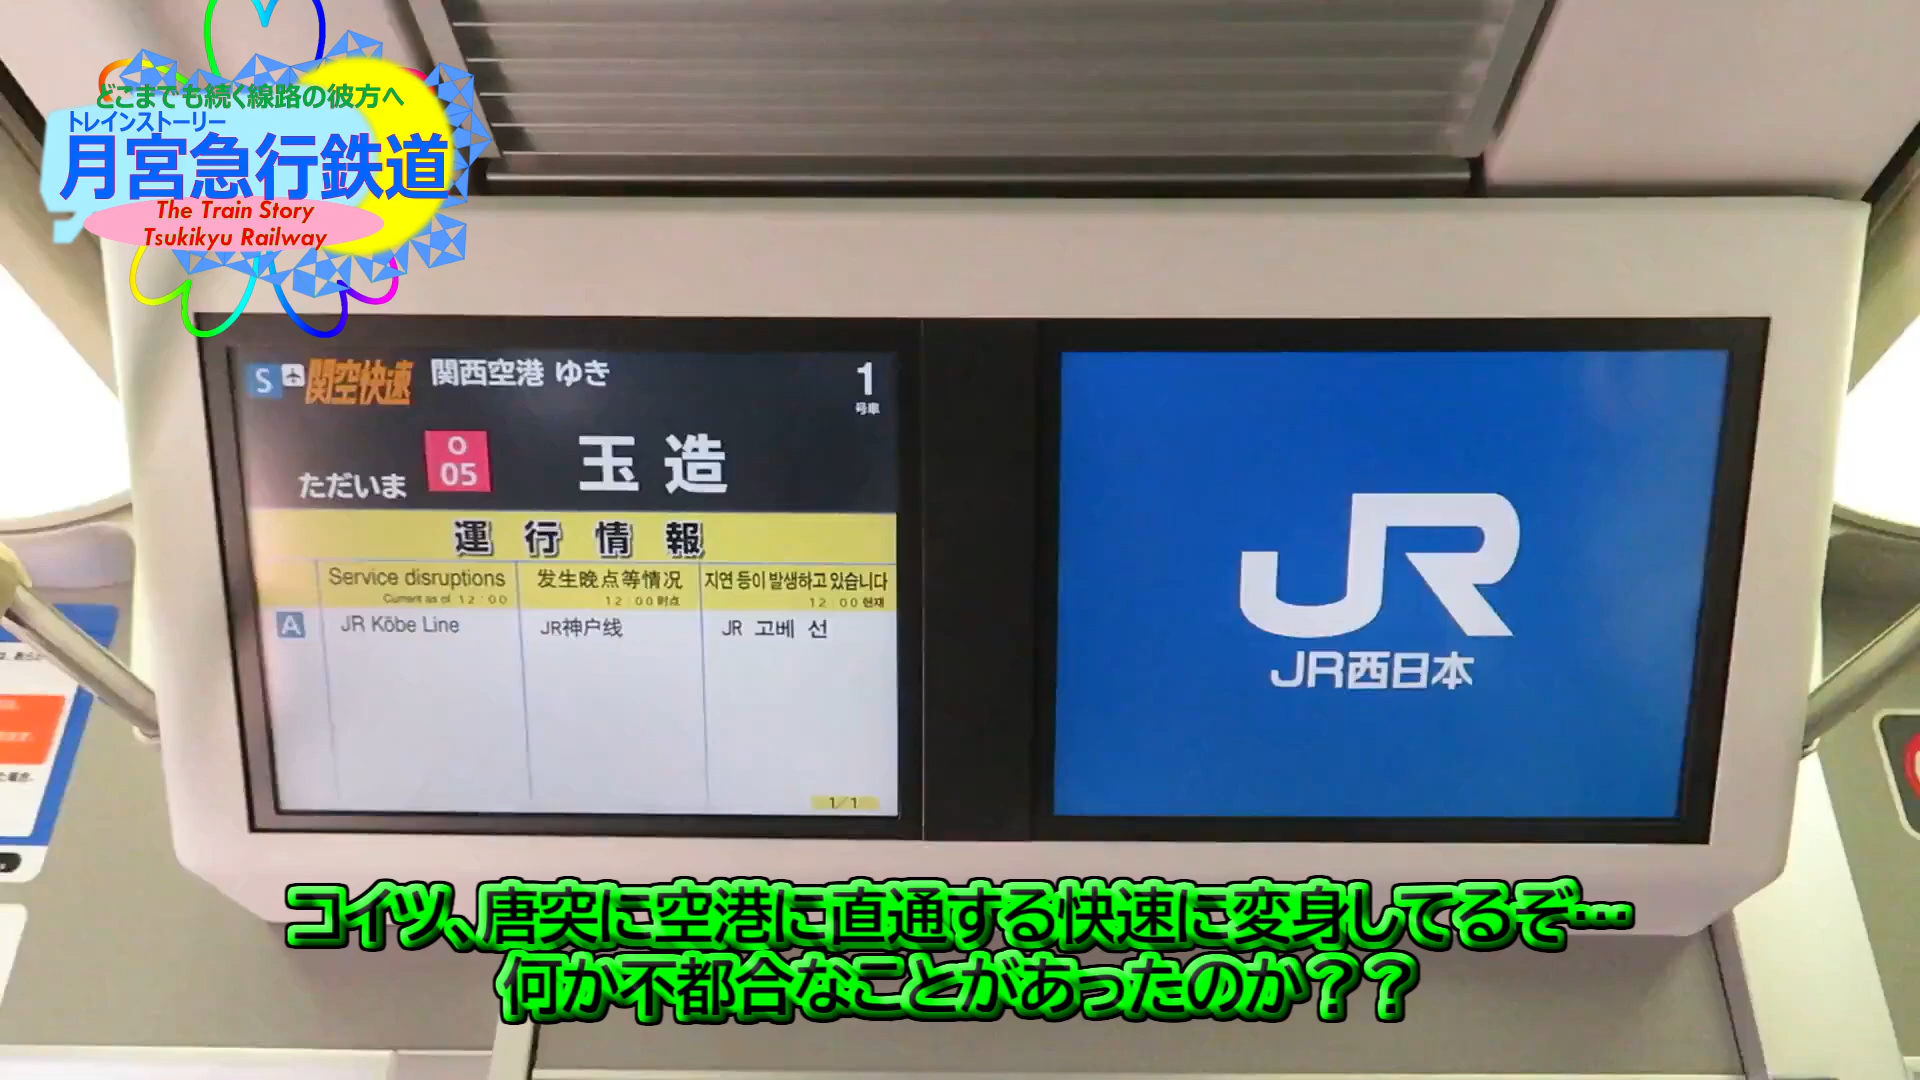 どこまでも続く線路の彼方へ
トレインストーリー
月宮急行鉄道
The Train Story
Tsukikyu Railway
S 関空快速 関西空港 ゆき 1
号車
ただいま O 05 玉造
運行情報
Service disruptions 发生晚点等情况 지연 등이 발생하고 있습니다
Current as of 12:00 12:00时点 12:00현재
A JR Kōbe Line JR神户线 JR 고베 선
1/1
JR
JR西日本
コイツ、唐突に空港に直通する快速に変身してるぞ…
何か不都合なことがあったのか？？